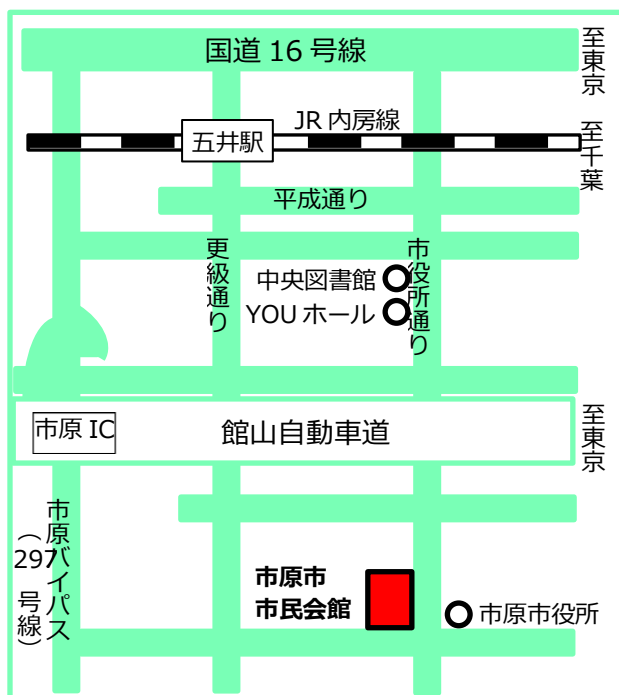 国道 16 号線
至東京
JR 内房線
五井駅
至千葉
平成通り
更級通り
市役所通り
中央図書館
YOU ホール
市原 IC
館山自動車道
至東京
市原バイパス
（297号線）
市原市
市民会館
市原市役所